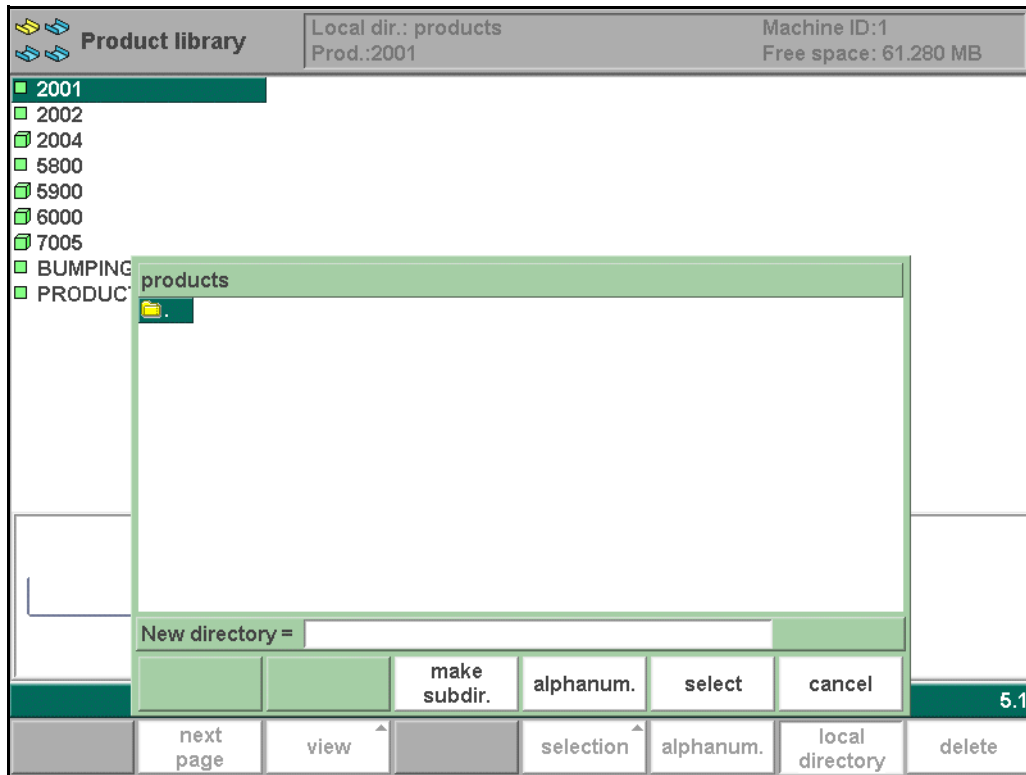 Product library
Local dir.: products
Prod.:2001
Machine ID:1
Free space: 61.280 MB
2001
2002
2004
5800
5900
6000
7005
BUMPING
PRODUCT
products
.
New directory =
make
subdir.
alphanum.
select
cancel
5.1
next
page
view
selection
alphanum.
local
directory
delete